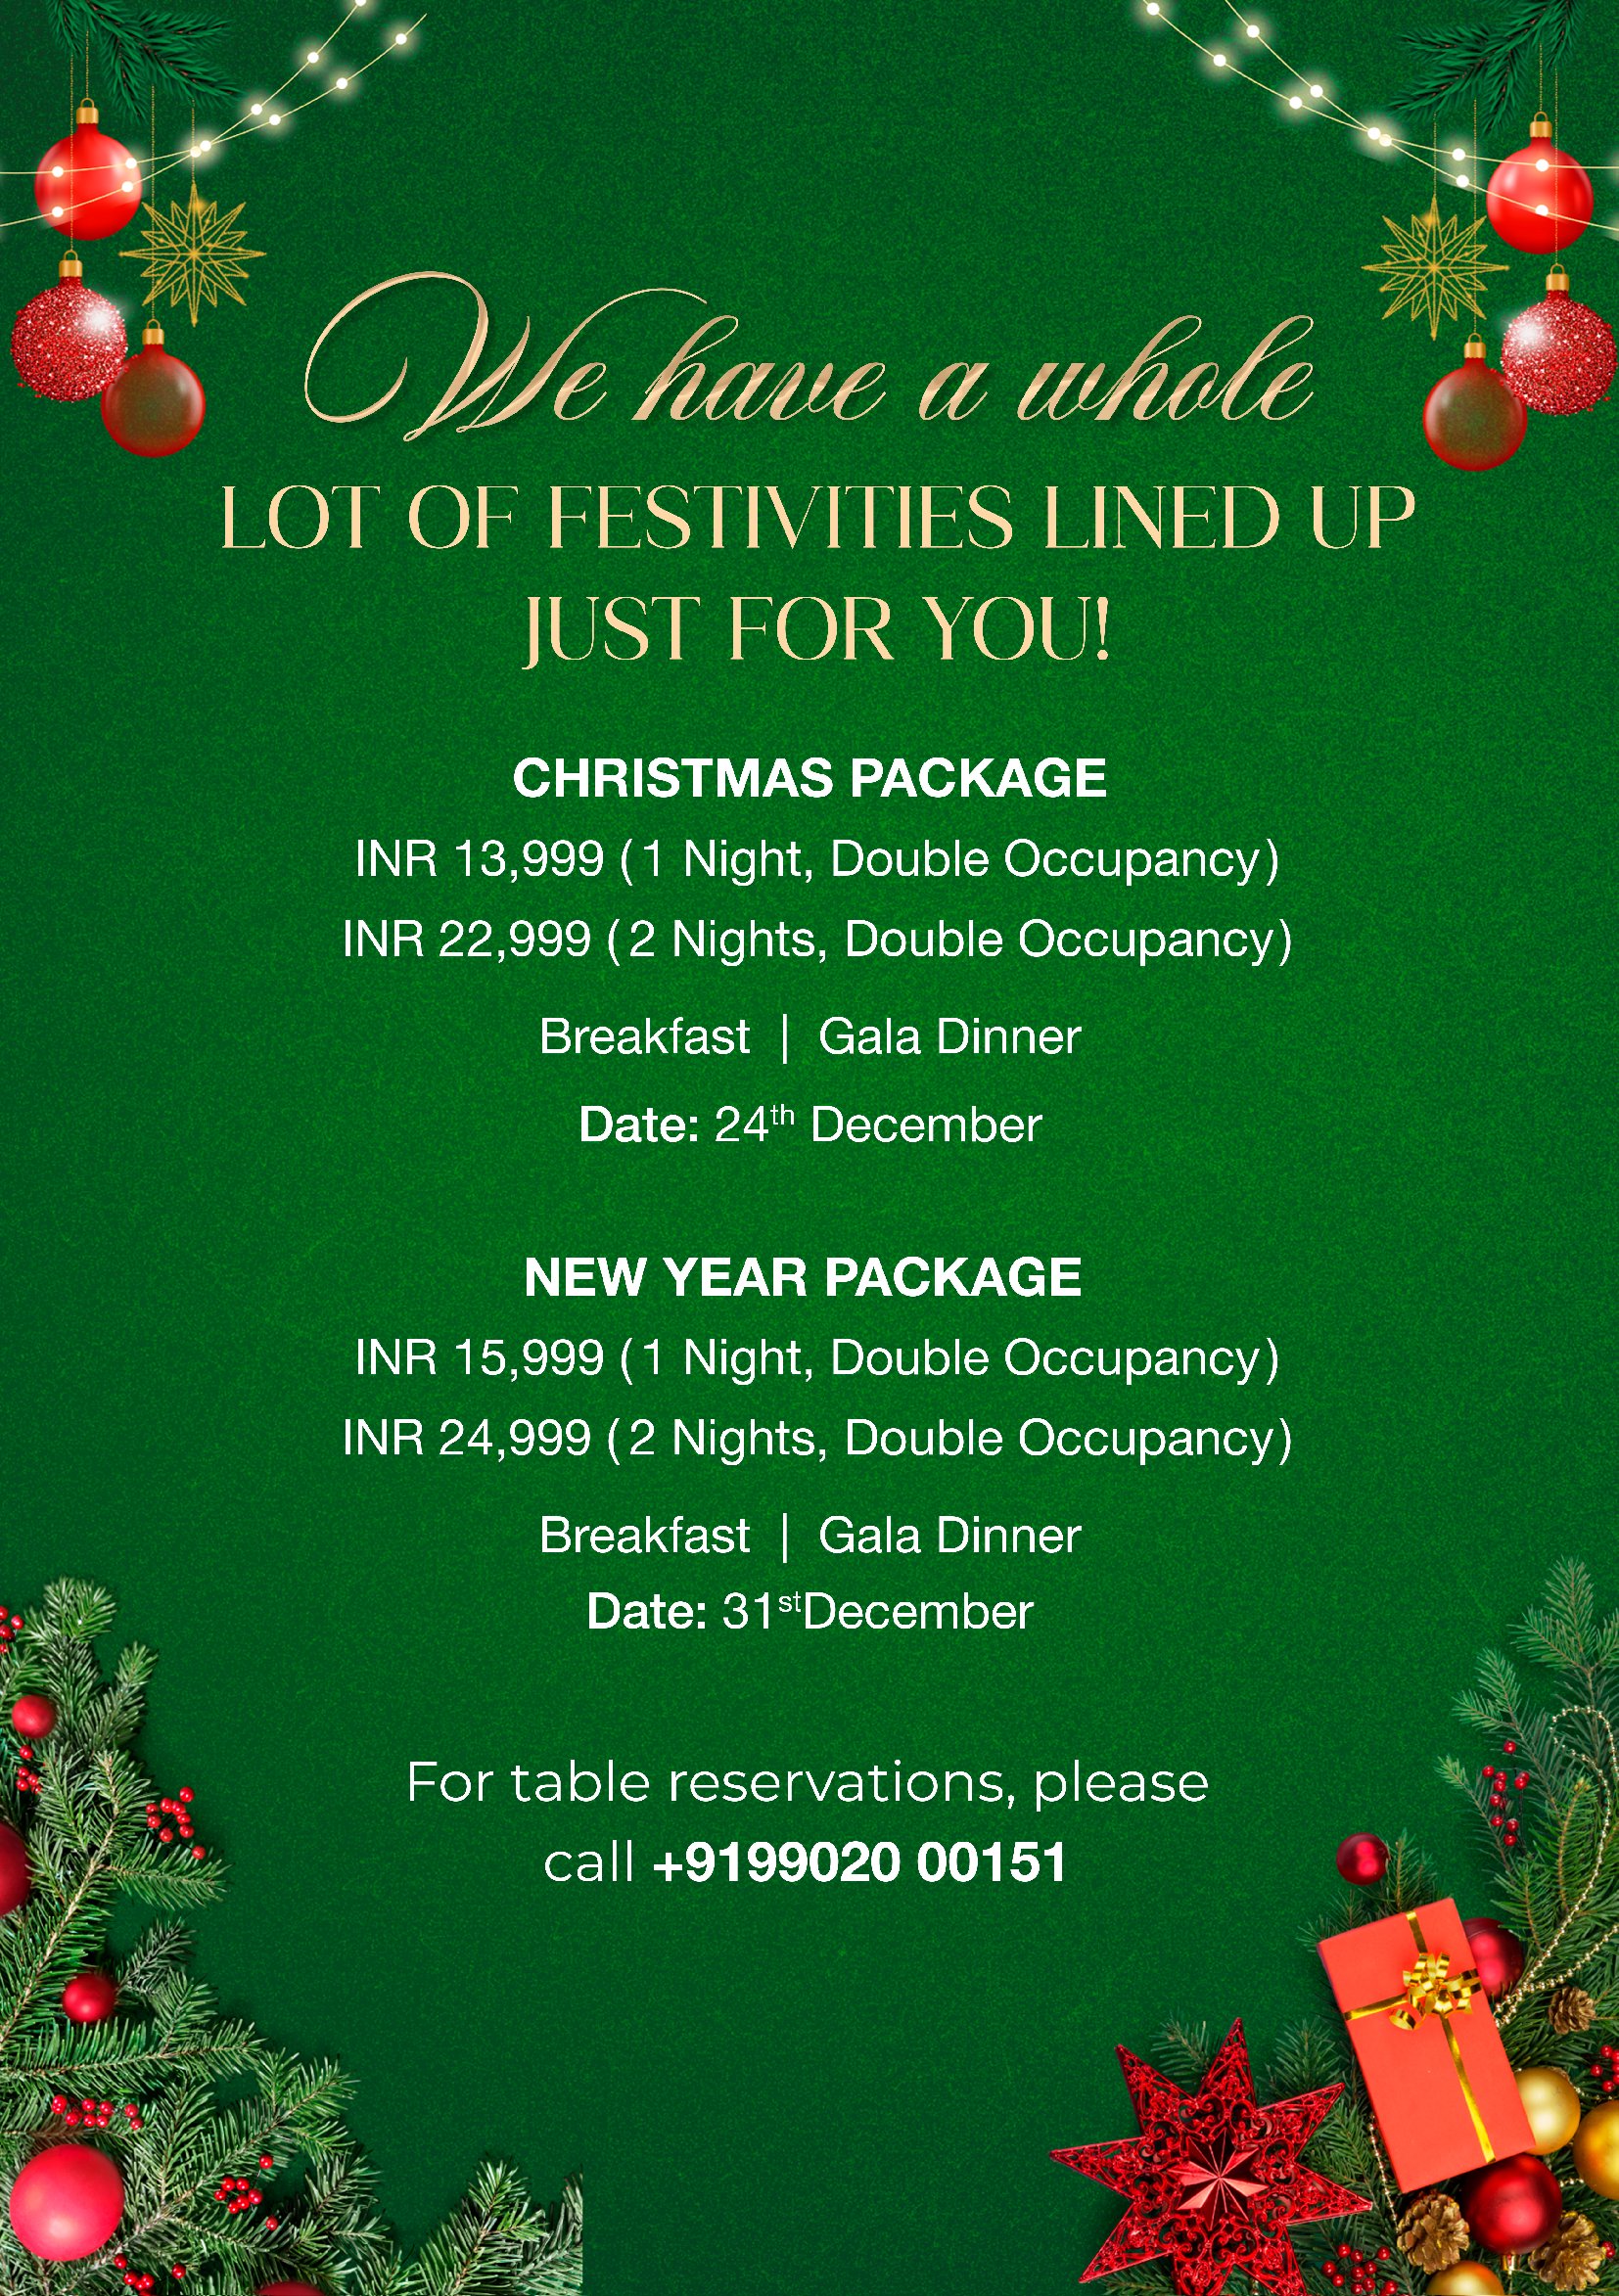 We have a whole
LOT OF FESTIVITIES LINED UP
JUST FOR YOU!
CHRISTMAS PACKAGE
INR 13,999 (1 Night, Double Occupancy)
INR 22,999 (2 Nights, Double Occupancy)
Breakfast | Gala Dinner
Date: 24th December
NEW YEAR PACKAGE
INR 15,999 (1 Night, Double Occupancy)
INR 24,999 (2 Nights, Double Occupancy)
Breakfast | Gala Dinner
Date: 31stDecember
For table reservations, please
call +9199020 00151